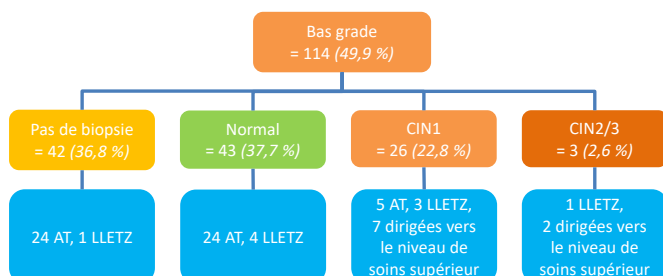 Bas grade
= 114 (49,9 %)
Pas de biopsie
= 42 (36,8 %)
Normal
= 43 (37,7 %)
CIN1
= 26 (22,8 %)
CIN2/3
= 3 (2,6 %)
24 AT, 1 LLETZ
24 AT, 4 LLETZ
5 AT, 3 LLETZ,
7 dirigées vers
le niveau de
soins supérieur
1 LLETZ,
2 dirigées vers
le niveau de
soins supérieur